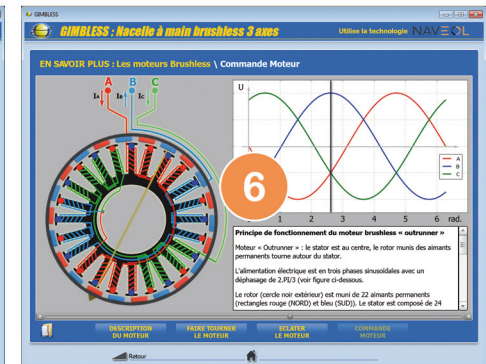 GIMBLESS
GIMBLESS : Nacelle à main brushless 3 axes
Utilise la technologie NAVEOL
EN SAVOIR PLUS : Les moteurs Brushless \ Commande Moteur
A B C
IA IB IC
U
A
B
C
6
1 2 3 4 5 6 rad.
Principe de fonctionnement du moteur brushless « outrunner »
Moteur « Outrunner » : le stator est au centre, le rotor munis des aimants
permanents tourne autour du stator.
L'alimentation électrique est en trois phases sinusoïdales avec un
déphasage de 2.PI/3 (voir figure ci-dessous.
Le rotor (cercle noir extérieur) est muni de 22 aimants permanents
(rectangles rouge (NORD) et bleu (SUD)). Le stator est composé de 24
DESCRIPTION
DU MOTEUR
FAIRE TOURNER
LE MOTEUR
ECLATER
LE MOTEUR
COMMANDE
MOTEUR
Retour